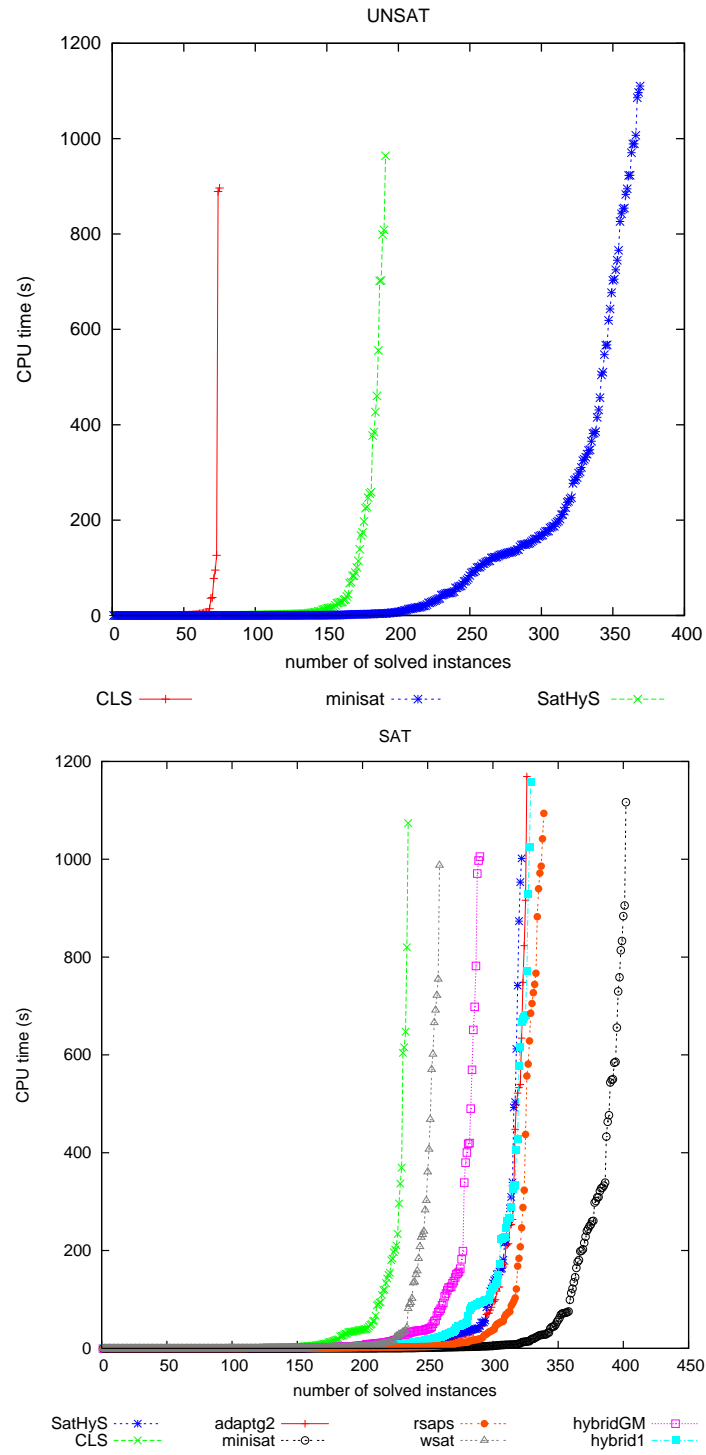 UNSAT
1200
1000
800
600
400
200
0
CPU time (s)
0 50 100 150 200 250 300 350 400
number of solved instances
CLS minisat SatHyS
SAT
1200
1000
800
600
400
200
0
CPU time (s)
0 50 100 150 200 250 300 350 400 450
number of solved instances
SatHyS adaptg2 rsaps hybridGM
CLS minisat wsat hybrid1